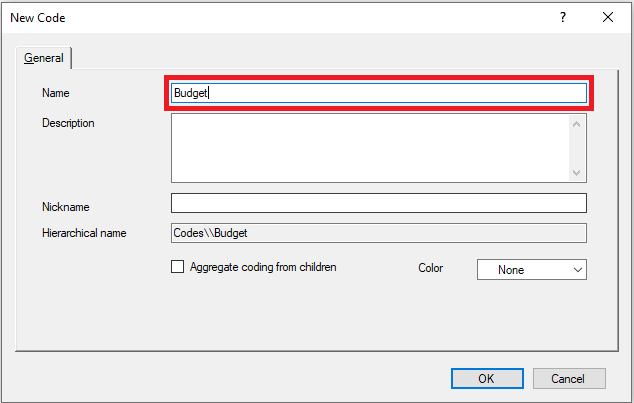 New Code
?
General
Name
Budget
Description
Nickname
Hierarchical name
Codes\\Budget
Aggregate coding from children
Color
None
OK
Cancel